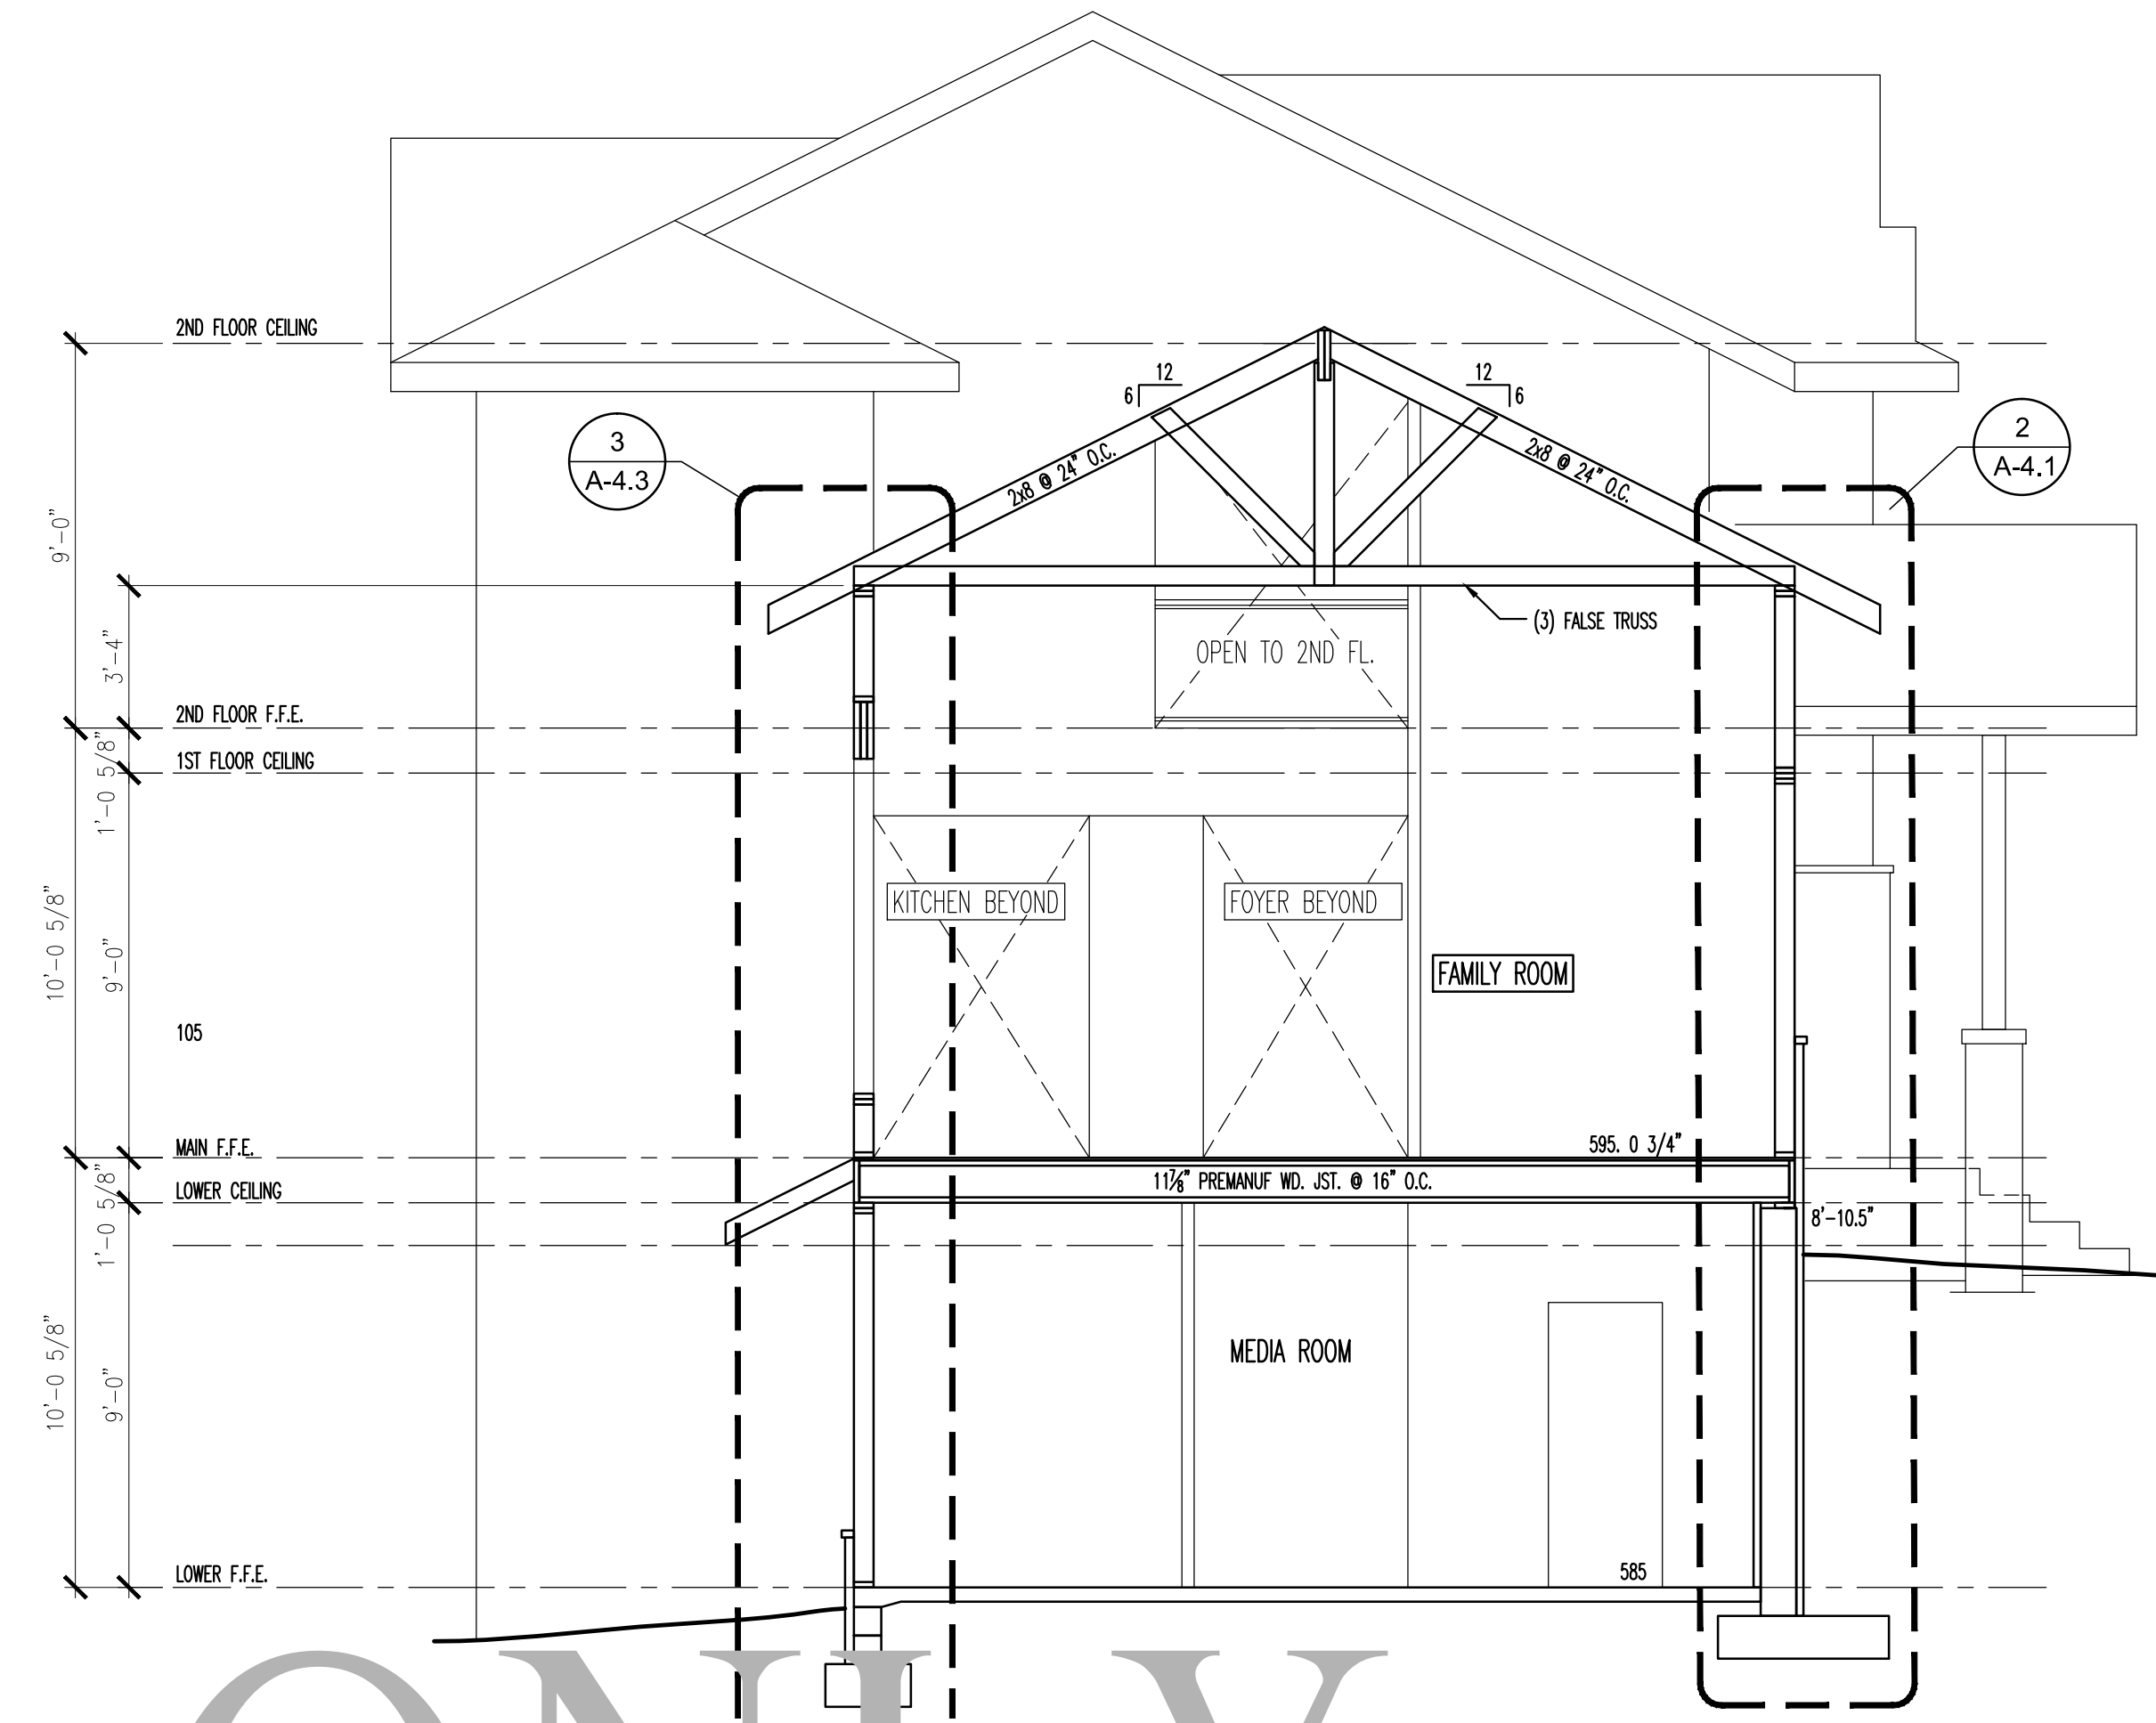 2ND FLOOR CEILING
12
6
12
6
3
A-4.3
2
A-4.1
2x8 @ 24" O.C.
2x8 @ 24" O.C.
9'-0"
(3) FALSE TRUSS
3'-4"
OPEN TO 2ND FL.
2ND FLOOR F.F.E.
1'-0 5/8"
1ST FLOOR CEILING
KITCHEN BEYOND
FOYER BEYOND
10'-0 5/8"
9'-0"
FAMILY ROOM
105
MAIN F.F.E.
595. 0 3/4"
11⅞" PREMANUF WD. JST. @ 16" O.C.
LOWER CEILING
1'-0 5/8"
8'-10.5"
MEDIA ROOM
10'-0 5/8"
9'-0"
LOWER F.F.E.
585
ONLY